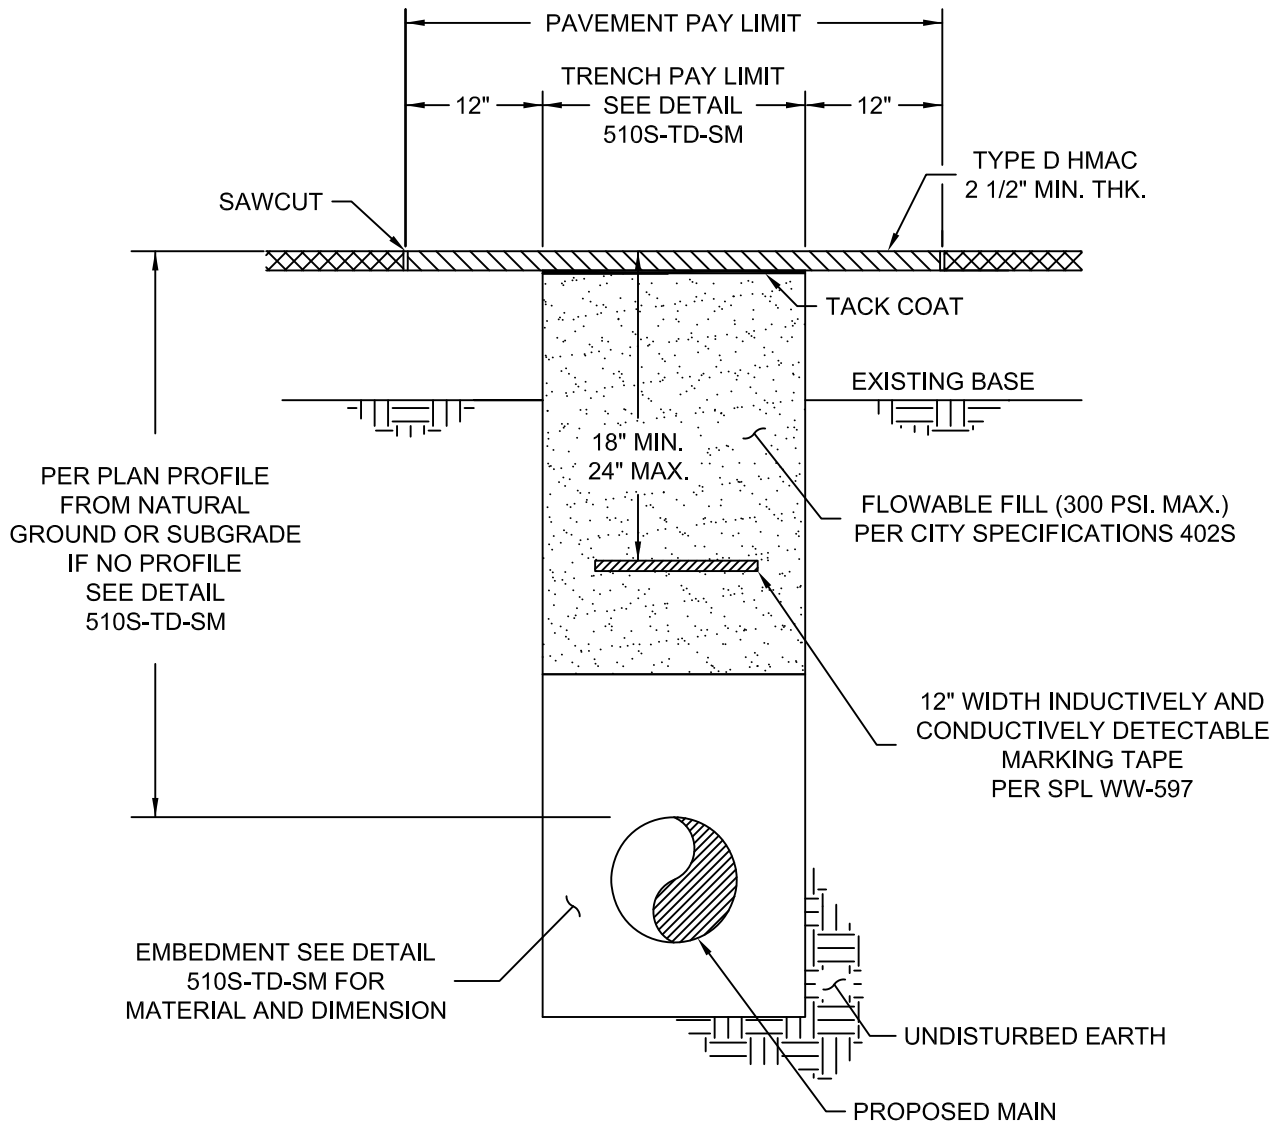 PAVEMENT PAY LIMIT
TRENCH PAY LIMIT
12"
SEE DETAIL
12"
510S-TD-SM
TYPE D HMAC
2 1/2" MIN. THK.
SAWCUT
TACK COAT
EXISTING BASE
18" MIN.
24" MAX.
PER PLAN PROFILE
FROM NATURAL
GROUND OR SUBGRADE
IF NO PROFILE
SEE DETAIL
510S-TD-SM
FLOWABLE FILL (300 PSI. MAX.)
PER CITY SPECIFICATIONS 402S
12" WIDTH INDUCTIVELY AND
CONDUCTIVELY DETECTABLE
MARKING TAPE
PER SPL WW-597
EMBEDMENT SEE DETAIL
510S-TD-SM FOR
MATERIAL AND DIMENSION
UNDISTURBED EARTH
PROPOSED MAIN